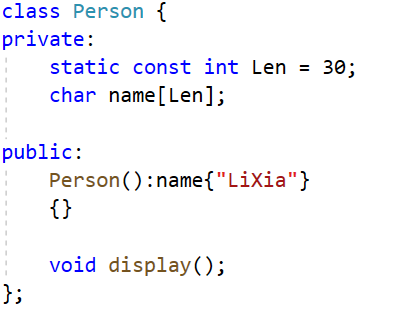 class Person {
private:
    static const int Len = 30;
    char name[Len];

public:
    Person():name{"LiXia"}
    {}

    void display();
};